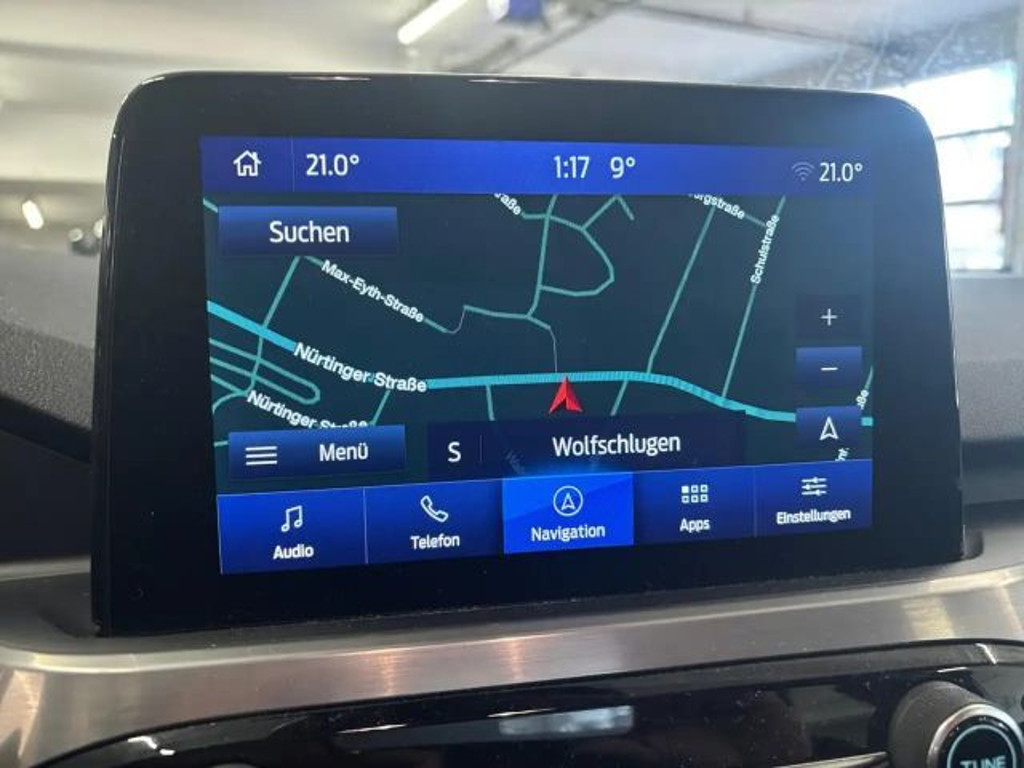 21.0° 1:17 9° 21.0°
Suchen
Max-Eyth-Straße
Schulstraße
+
Nürtinger Straße
−
Nürtinger Straße
Menü S Wolfschlugen
Audio Telefon Navigation Apps Einstellungen
TUNE